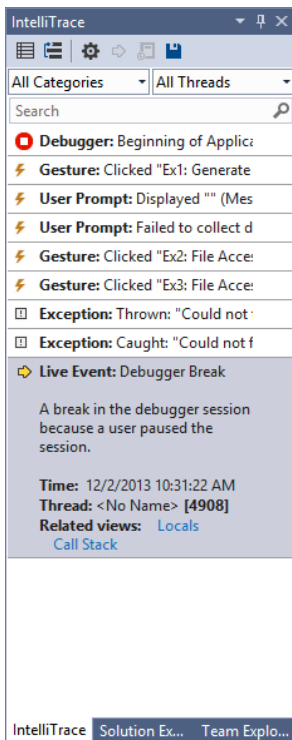 IntelliTrace
All Categories All Threads
Search
Debugger: Beginning of Applica
Gesture: Clicked "Ex1: Generate
User Prompt: Displayed "" (Mes
User Prompt: Failed to collect d
Gesture: Clicked "Ex2: File Acces
Gesture: Clicked "Ex3: File Acces
Exception: Thrown: "Could not
Exception: Caught: "Could not f
Live Event: Debugger Break
A break in the debugger session
because a user paused the
session.
Time: 12/2/2013 10:31:22 AM
Thread: <No Name> [4908]
Related views: Locals
Call Stack
IntelliTrace Solution Ex... Team Explo...